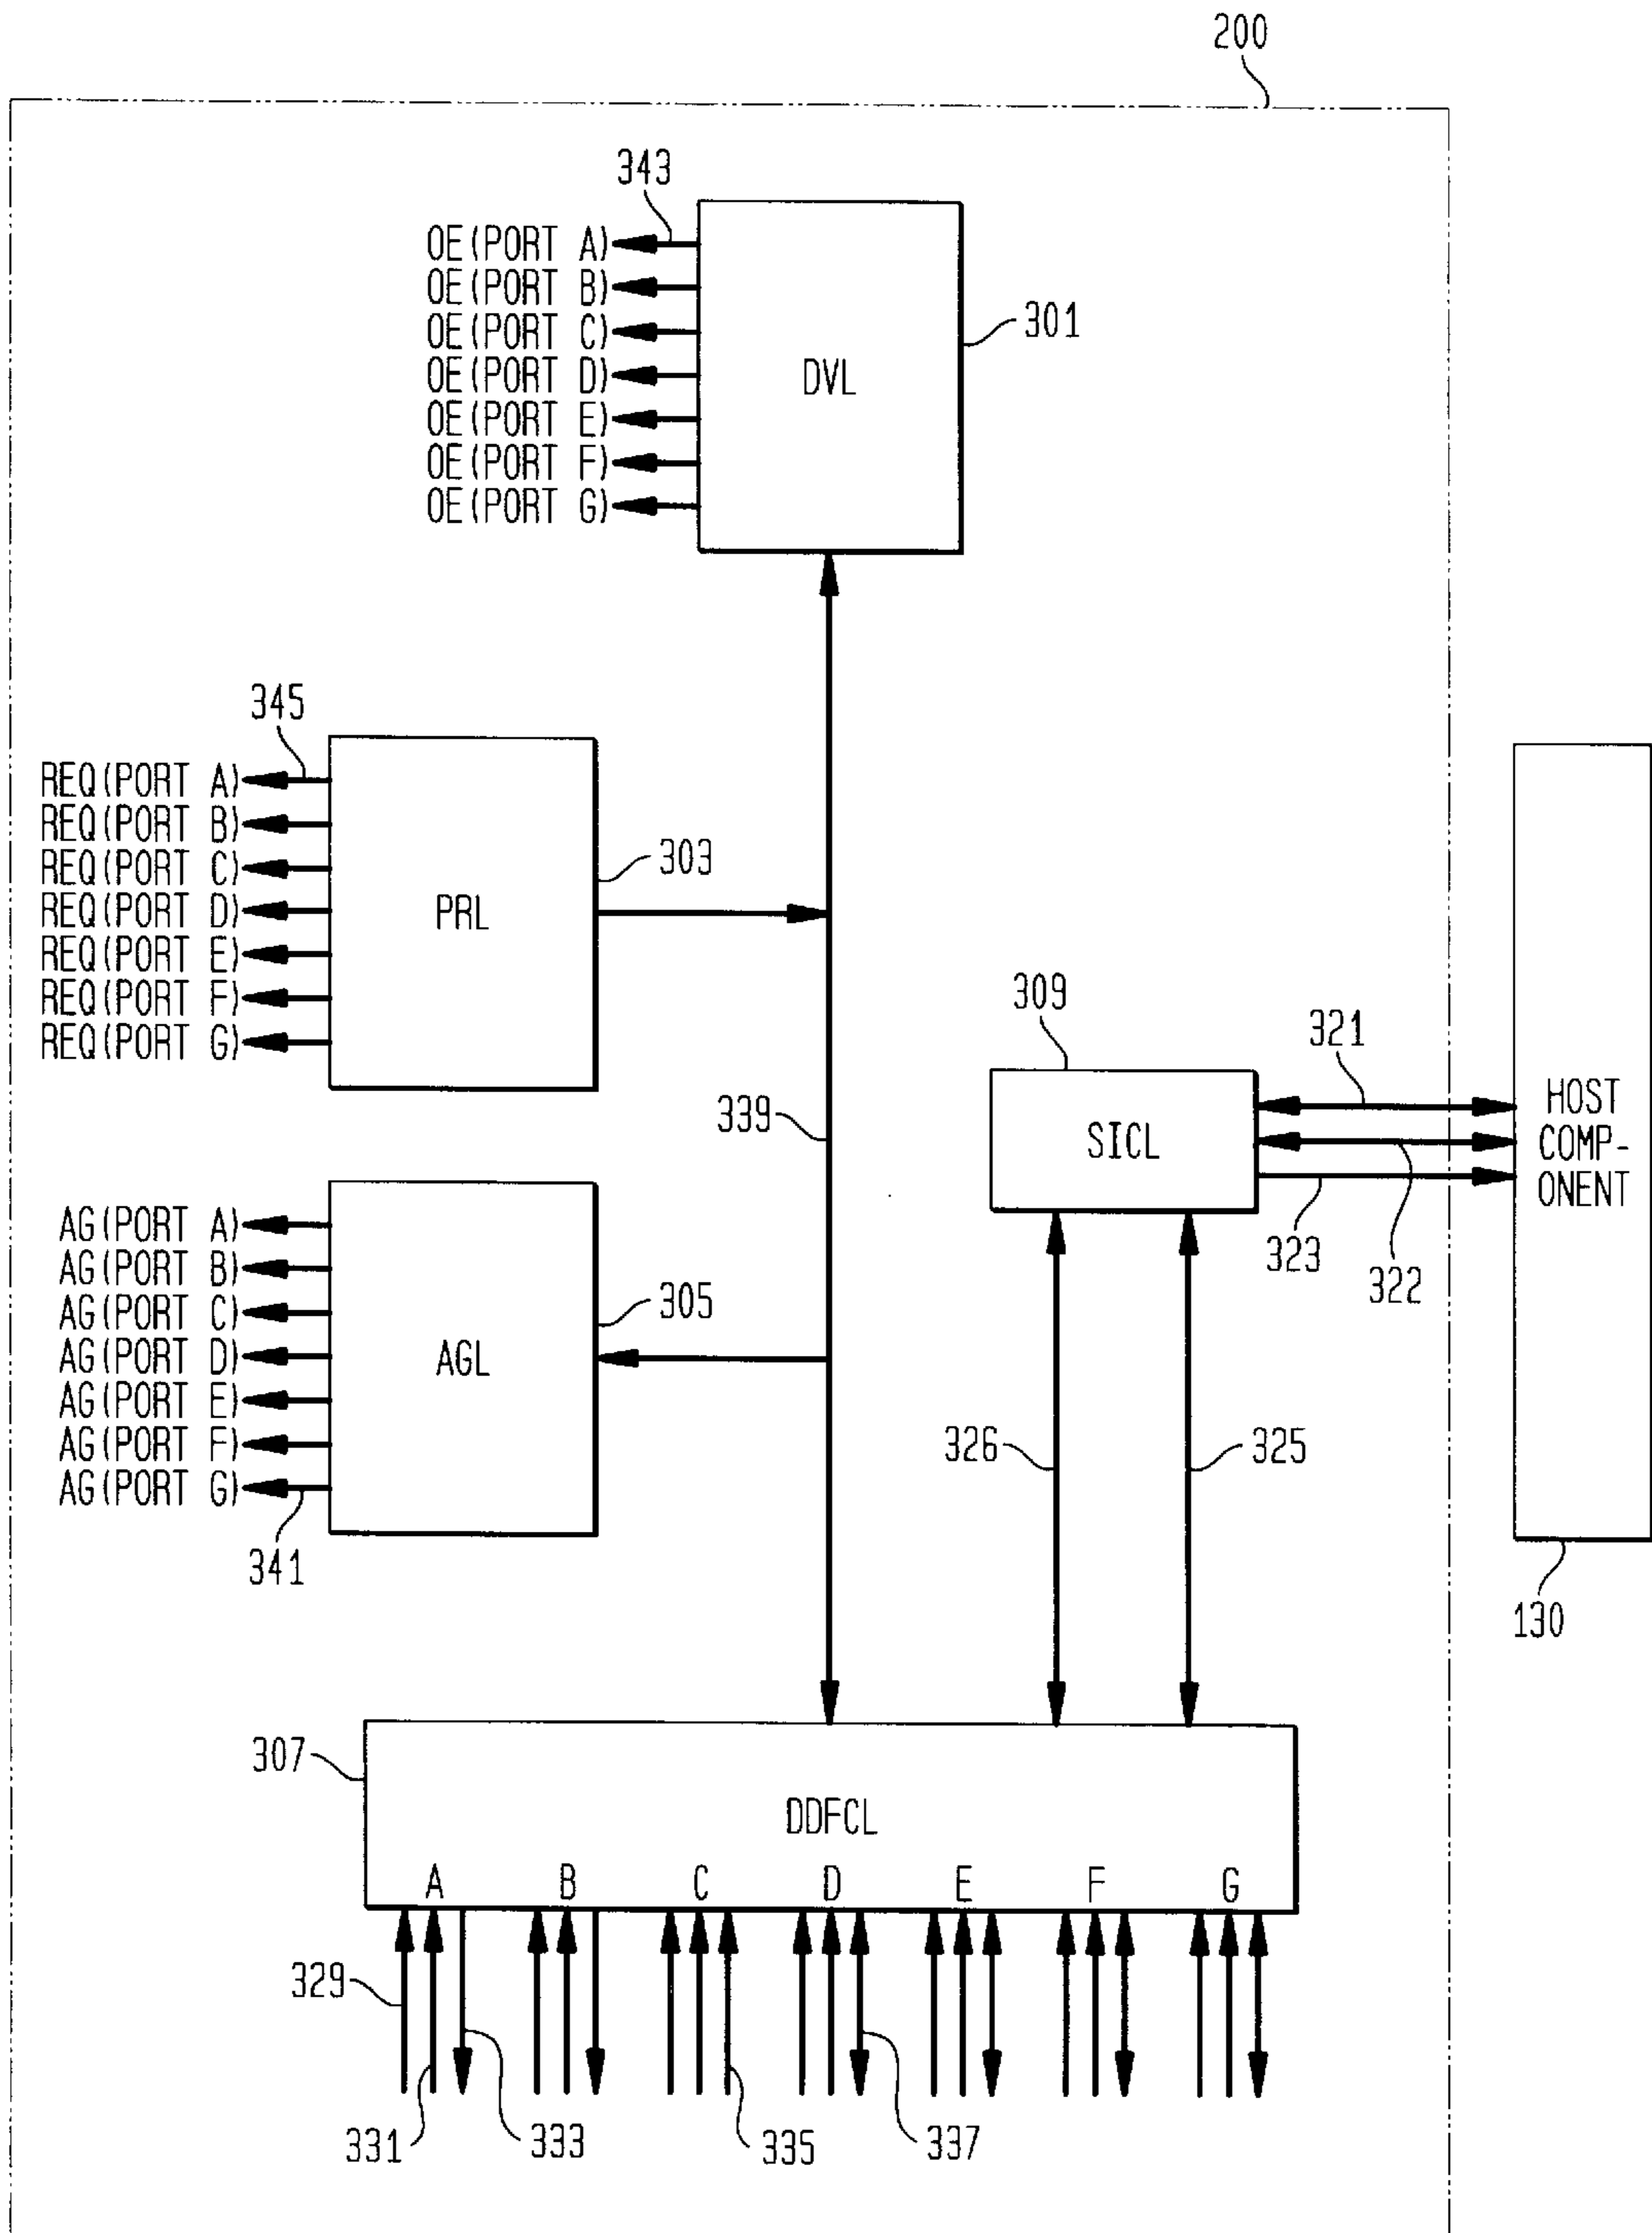 200
343
OE(PORT A)
OE(PORT B)
OE(PORT C)
OE(PORT D)
OE(PORT E)
OE(PORT F)
OE(PORT G)
DVL
301
345
REQ(PORT A)
REQ(PORT B)
REQ(PORT C)
REQ(PORT D)
REQ(PORT E)
REQ(PORT F)
REQ(PORT G)
PRL
303
339
309
SICL
321
322
323
HOST
COMP-
ONENT
130
AG(PORT A)
AG(PORT B)
AG(PORT C)
AG(PORT D)
AG(PORT E)
AG(PORT F)
AG(PORT G)
341
AGL
305
326
325
307
DDFCL
A B C D E F G
329
331
333
335
337